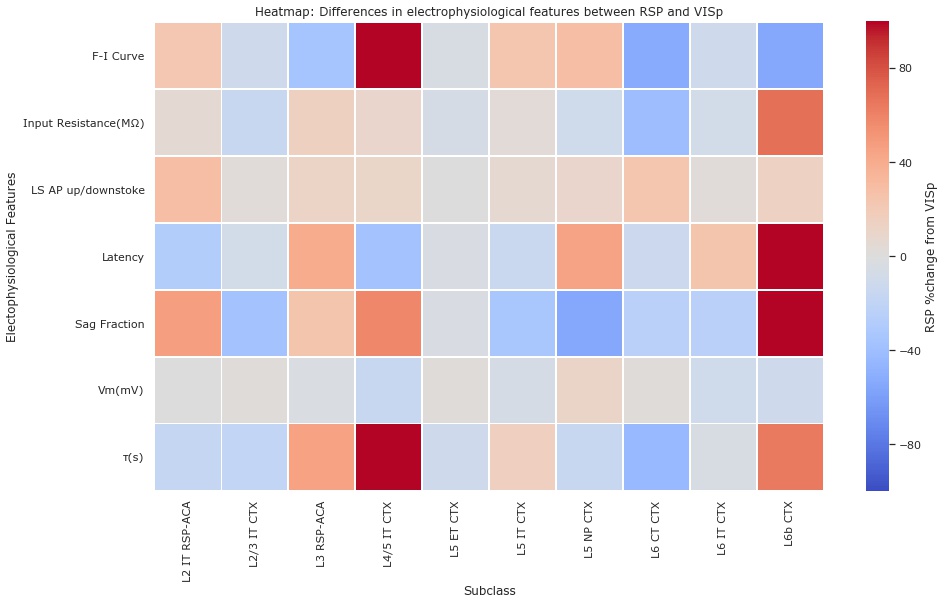 Heatmap: Differences in electrophysiological features between RSP and VISp
Electophysiological Features
F-I Curve
Input Resistance(MΩ)
LS AP up/downstoke
Latency
Sag Fraction
Vm(mV)
τ(s)
L2 IT RSP-ACA
L2/3 IT CTX
L3 RSP-ACA
L4/5 IT CTX
L5 ET CTX
L5 IT CTX
L5 NP CTX
L6 CT CTX
L6 IT CTX
L6b CTX
Subclass
80
40
0
−40
−80
RSP %change from VISp